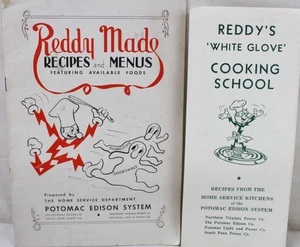 Reddy Made
RECIPES and MENUS
FEATURING AVAILABLE FOODS
Prepared by
THE HOME SERVICE DEPARTMENT
POTOMAC EDISON SYSTEM
REDDY'S
'WHITE GLOVE'
COOKING
SCHOOL
RECIPES FROM THE
HOME SERVICE KITCHENS
of the
POTOMAC EDISON SYSTEM
Northern Virginia Power Co.
The Potomac Edison Co.
Potomac Light and Power Co.
South Penn Power Co.